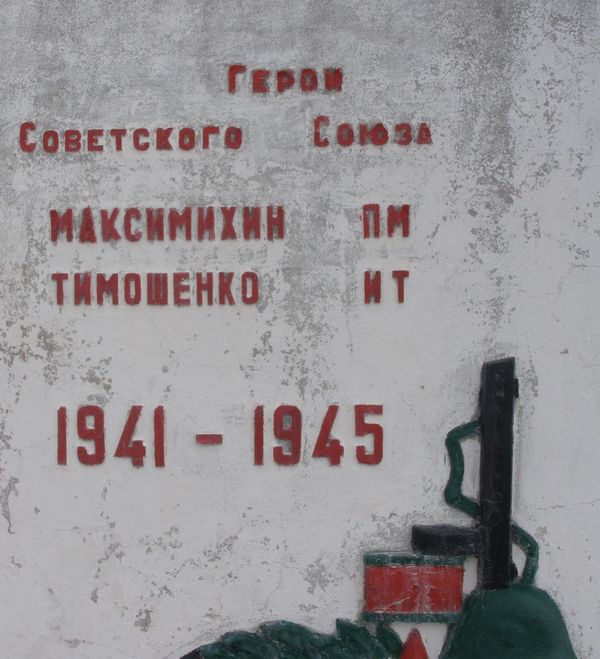 Герои
Советского Союза
МАКСИМИХИН ПМ
ТИМОШЕНКО ИТ
1941 - 1945